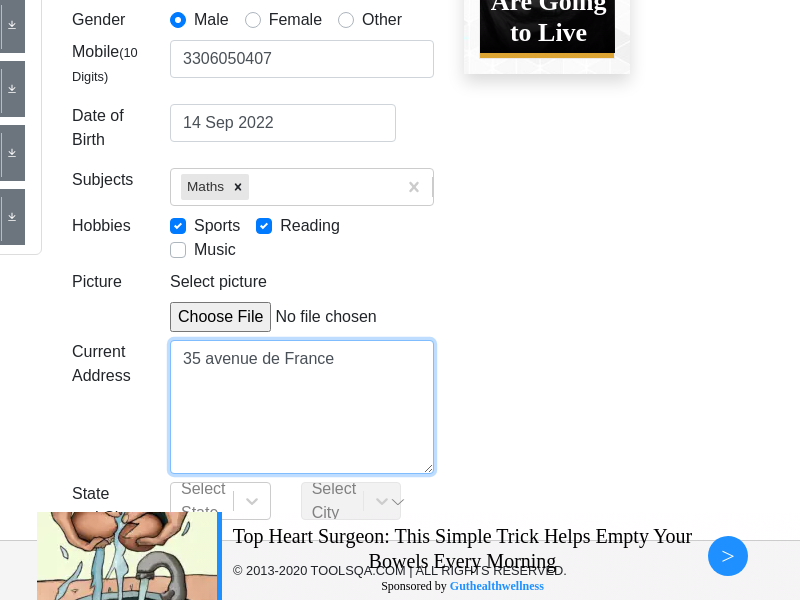 Gender
Male Female Other
Are Going
to Live
Mobile(10
Digits)
3306050407
Date of
Birth
14 Sep 2022
Subjects
Maths
Hobbies
Sports Reading
Music
Picture
Select picture
Choose File No file chosen
Current
Address
35 avenue de France
State
Select
State
Select
City
Top Heart Surgeon: This Simple Trick Helps Empty Your
Bowels Every Morning
© 2013-2020 TOOLSQA.COM | ALL RIGHTS RESERVED.
Sponsored by Guthealthwellness
>